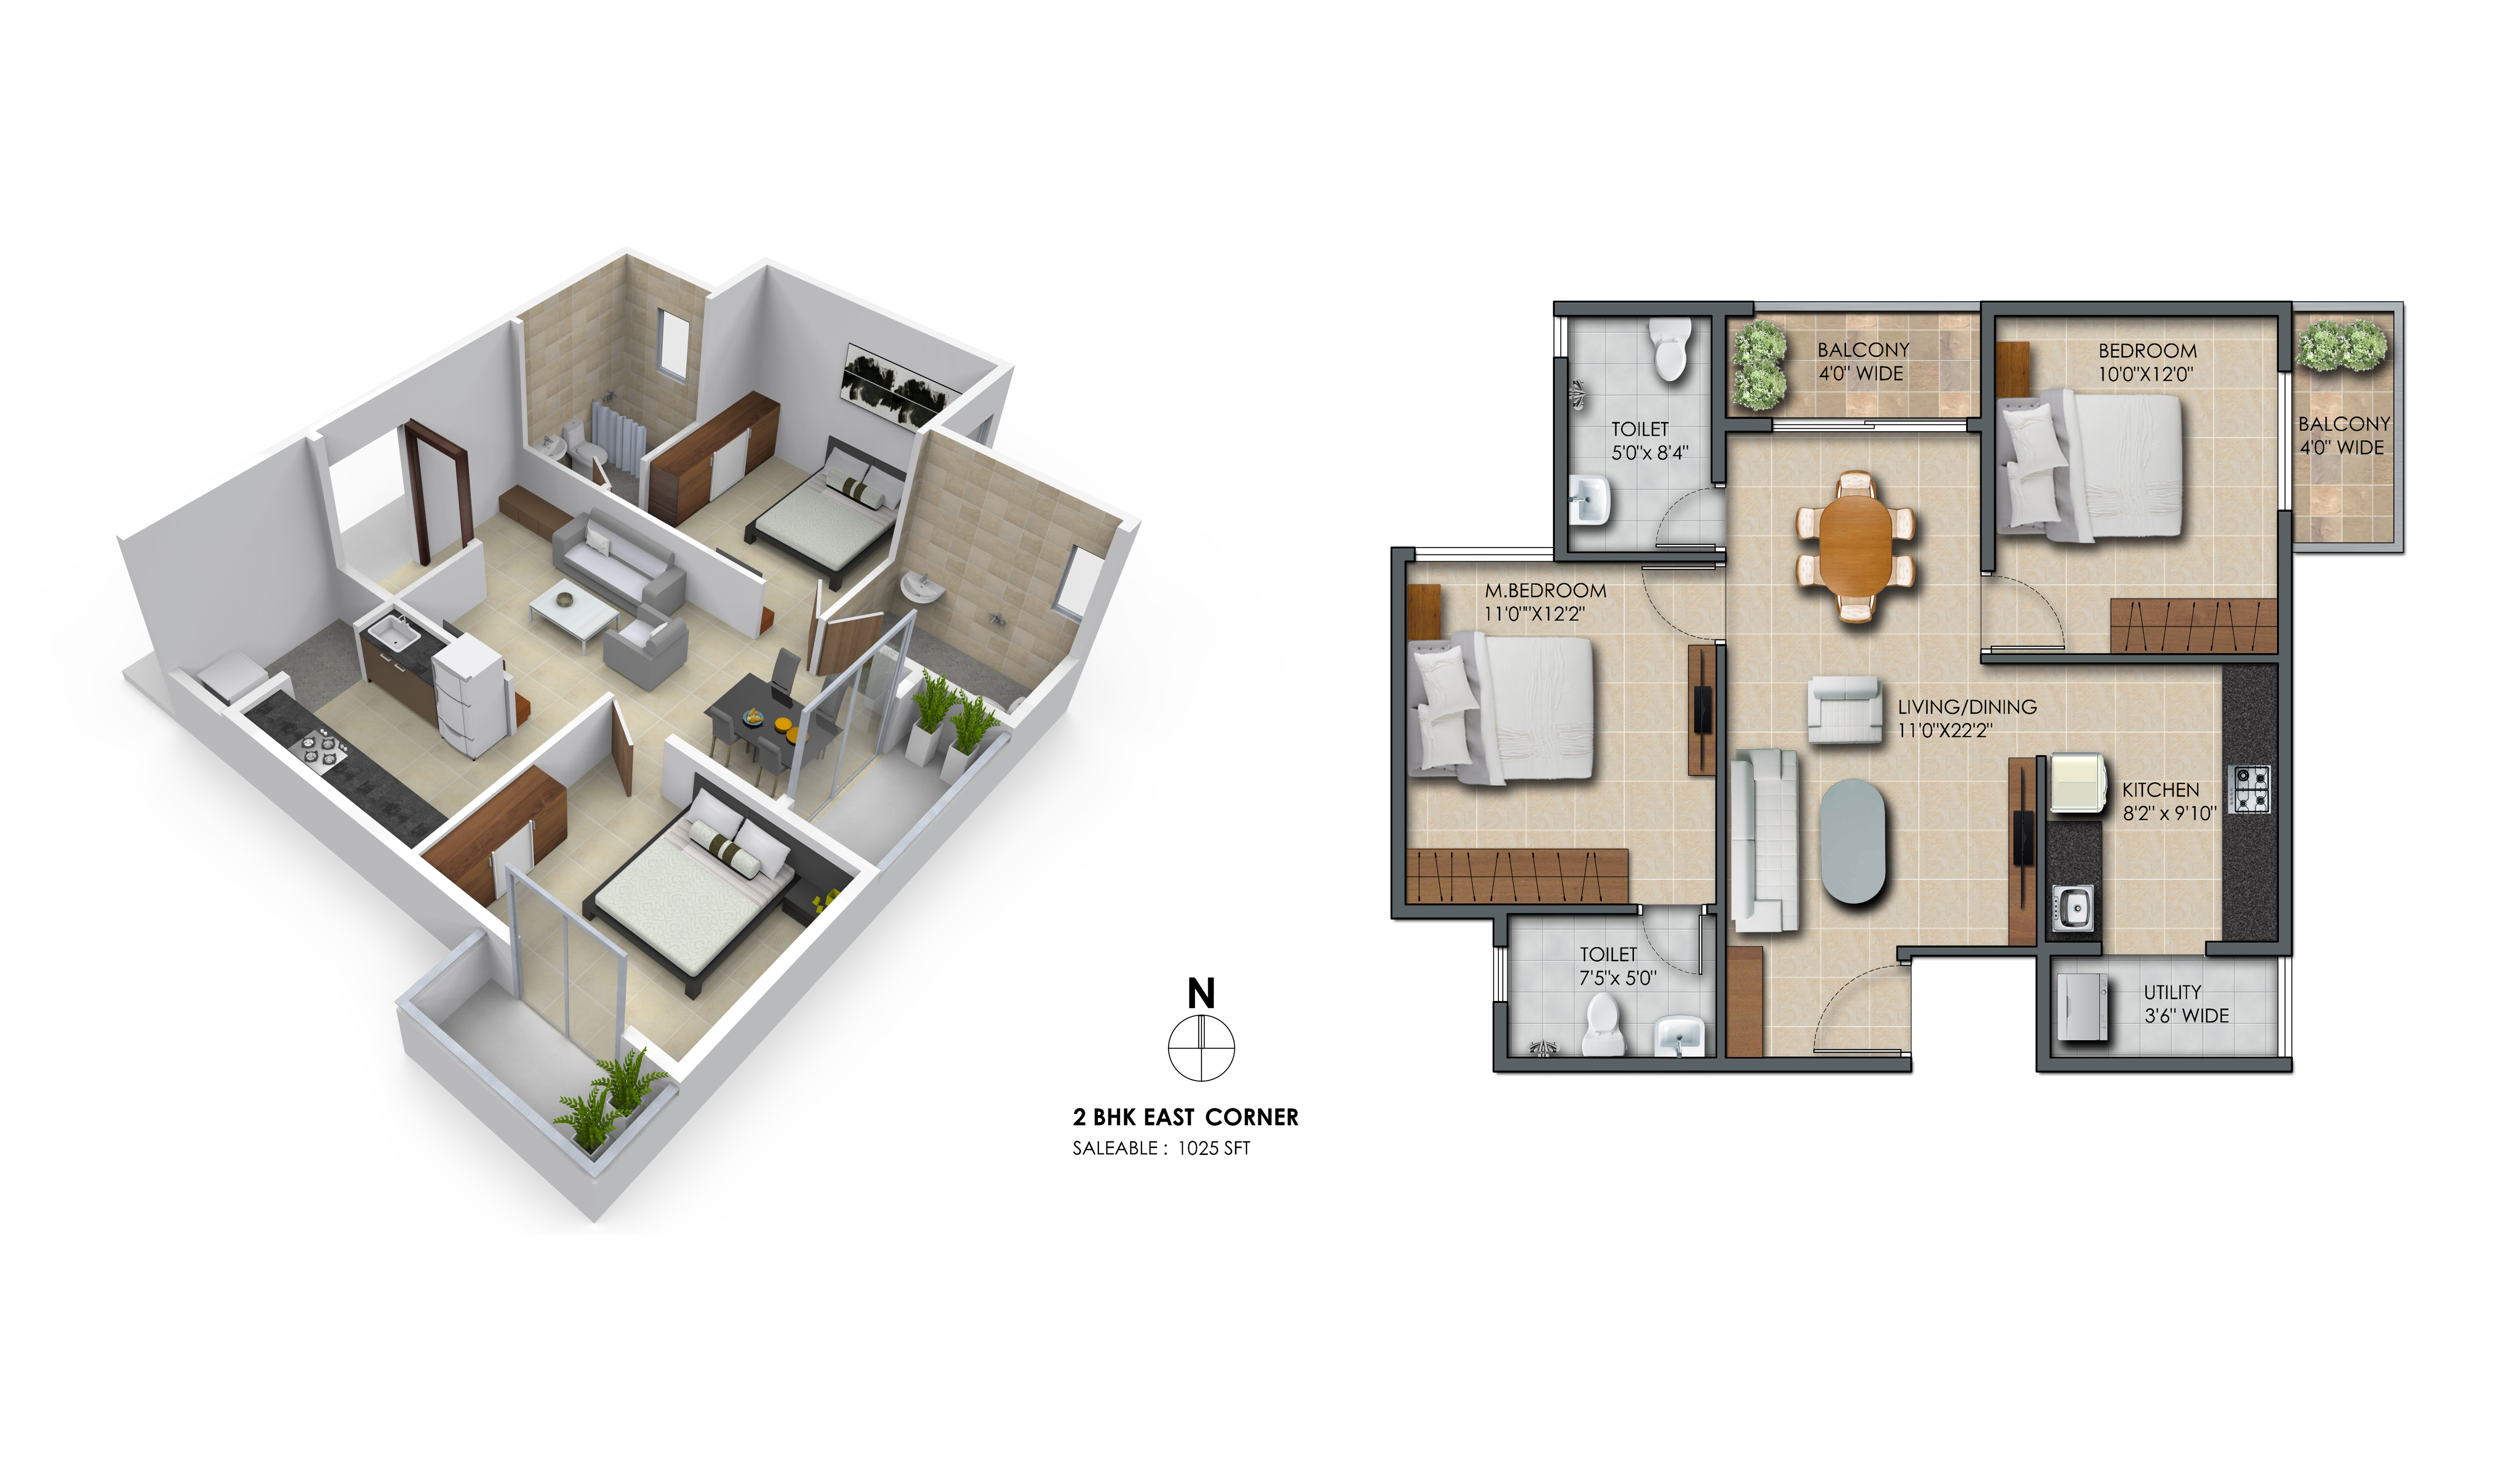 N
2 BHK EAST CORNER
SALEABLE : 1025 SFT
BALCONY
4'0" WIDE
BEDROOM
10'0"X12'0"
BALCONY
4'0" WIDE
TOILET
5'0"x 8'4"
M.BEDROOM
11'0""X12'2"
LIVING/DINING
11'0"X22'2"
KITCHEN
8'2" x 9'10"
TOILET
7'5"x 5'0"
UTILITY
3'6" WIDE